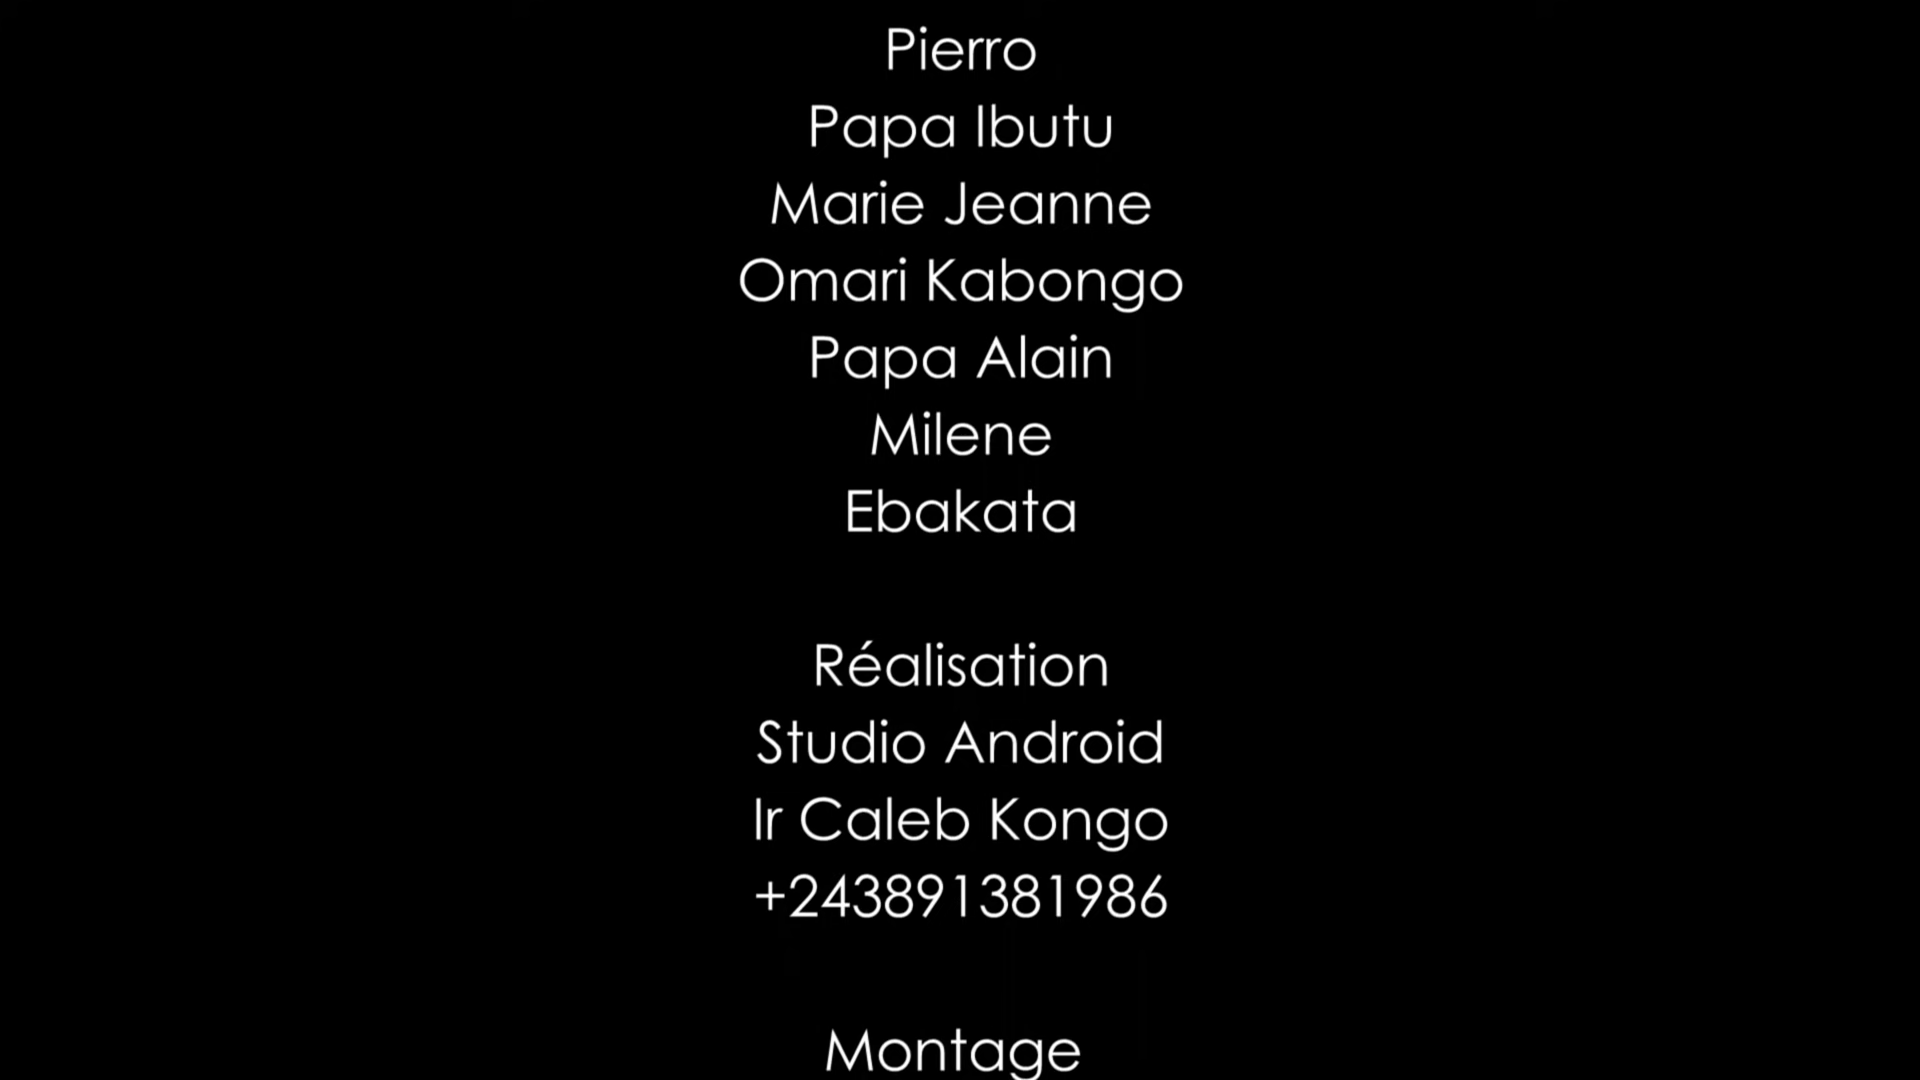 Pierro
Papa Ibutu
Marie Jeanne
Omari Kabongo
Papa Alain
Milene
Ebakata
Réalisation
Studio Android
Ir Caleb Kongo
+243891381986
Montage